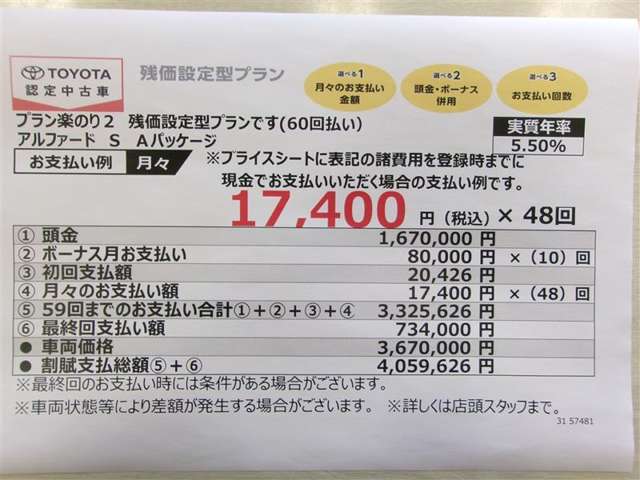 TOYOTA
認定中古車
残価設定型プラン
選べる1
月々のお支払い
金額
選べる2
頭金・ボーナス
併用
選べる3
お支払い回数
プラン楽のり2 残価設定型プランです(60回払い)
アルファード S Aパッケージ
実質年率
5.50%
お支払い例 月々
※プライスシートに表記の諸費用を登録時までに
現金でお支払いいただく場合の支払い例です。
17,400 円(税込)× 48回
① 頭金 1,670,000 円
② ボーナス月お支払い 80,000 円 ×(10)回
③ 初回支払額 20,426 円
④ 月々のお支払い額 17,400 円 ×(48)回
⑤ 59回までのお支払い合計①+②+③+④ 3,325,626 円
⑥ 最終回支払い額 734,000 円
● 車両価格 3,670,000 円
● 割賦支払総額⑤+⑥ 4,059,626 円
※最終回のお支払い時には条件がある場合がございます。
※車両状態等により差額が発生する場合がございます。 ※詳しくは店頭スタッフまで。
31 57481